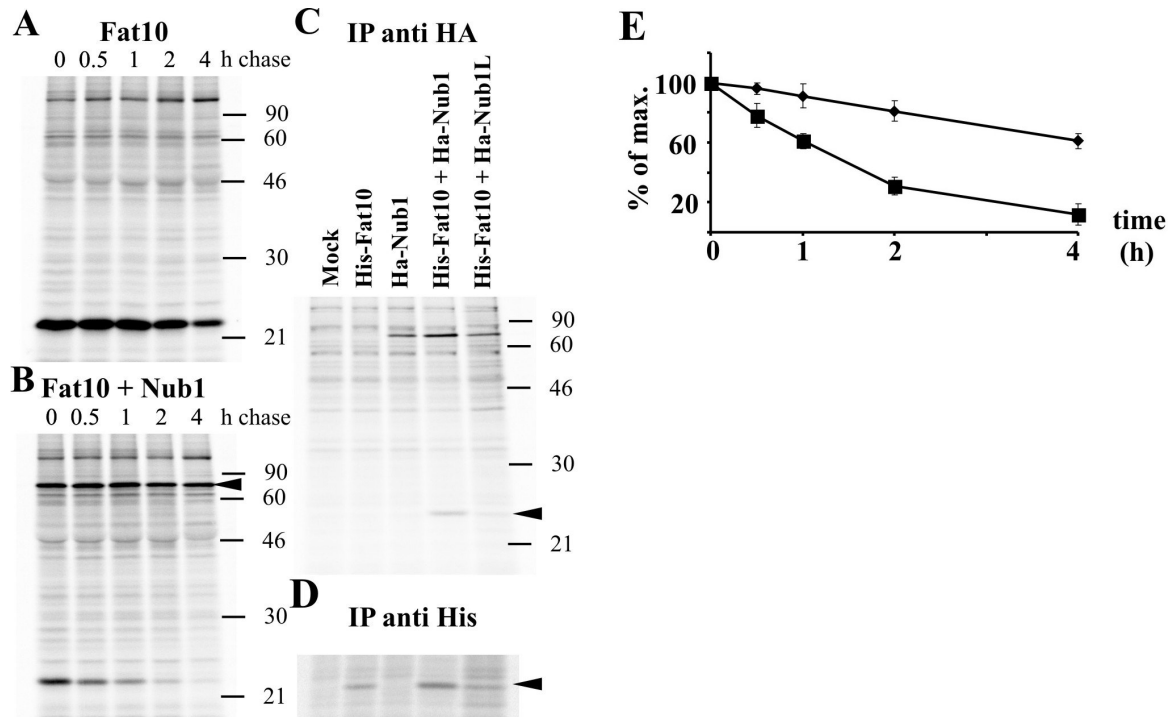 A
Fat10
0 0.5 1 2 4 h chase
90
60
46
30
21
B
Fat10 + Nub1
0 0.5 1 2 4 h chase
90
60
46
30
21
C
IP anti HA
Mock
His-Fat10
Ha-Nub1
His-Fat10 + Ha-Nub1
His-Fat10 + Ha-Nub1L
90
60
46
30
21
D
IP anti His
E
% of max.
100
60
20
0 1 2 4
time
(h)